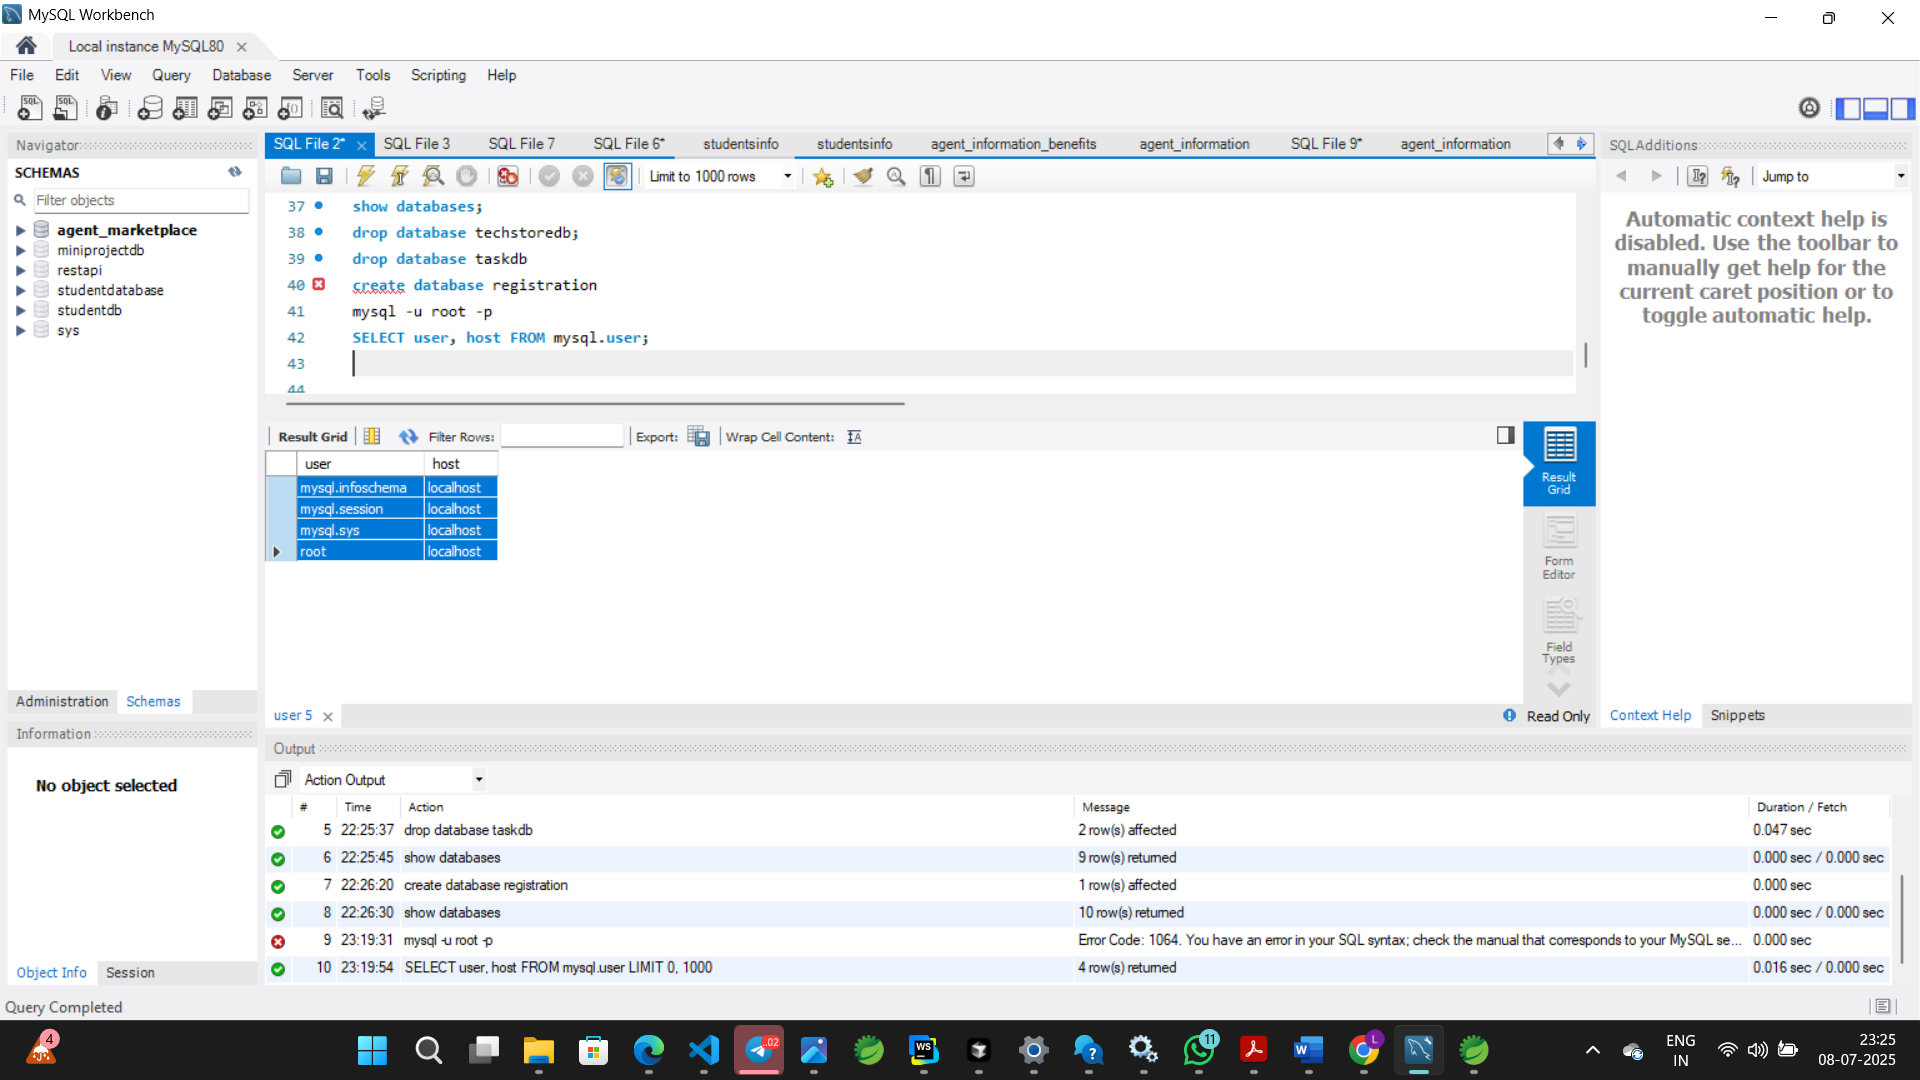 MySQL Workbench
Local instance MySQL80
File Edit View Query Database Server Tools Scripting Help
Navigator
SCHEMAS
Filter objects
agent_marketplace
miniprojectdb
restapi
studentdatabase
studentdb
sys
Administration Schemas
Information
No object selected
Object Info Session
SQL File 2* SQL File 3 SQL File 7 SQL File 6* studentsinfo studentsinfo agent_information_benefits agent_information SQL File 9* agent_information
Limit to 1000 rows
37 show databases;
38 drop database techstoredb;
39 drop database taskdb
40 create database registration
41 mysql -u root -p
42 SELECT user, host FROM mysql.user;
43
44
Result Grid Filter Rows: Export: Wrap Cell Content:
user host
mysql.infoschema localhost
mysql.session localhost
mysql.sys localhost
root localhost
Result Grid
Form Editor
Field Types
user 5
Read Only
SQLAdditions
Jump to
Automatic context help is
disabled. Use the toolbar to
manually get help for the
current caret position or to
toggle automatic help.
Context Help Snippets
Output
Action Output
# Time Action Message Duration / Fetch
5 22:25:37 drop database taskdb 2 row(s) affected 0.047 sec
6 22:25:45 show databases 9 row(s) returned 0.000 sec / 0.000 sec
7 22:26:20 create database registration 1 row(s) affected 0.000 sec
8 22:26:30 show databases 10 row(s) returned 0.000 sec / 0.000 sec
9 23:19:31 mysql -u root -p Error Code: 1064. You have an error in your SQL syntax; check the manual that corresponds to your MySQL se... 0.000 sec
10 23:19:54 SELECT user, host FROM mysql.user LIMIT 0, 1000 4 row(s) returned 0.016 sec / 0.000 sec
Query Completed
4
.02
WS
11
W
L
ENG
IN
23:25
08-07-2025